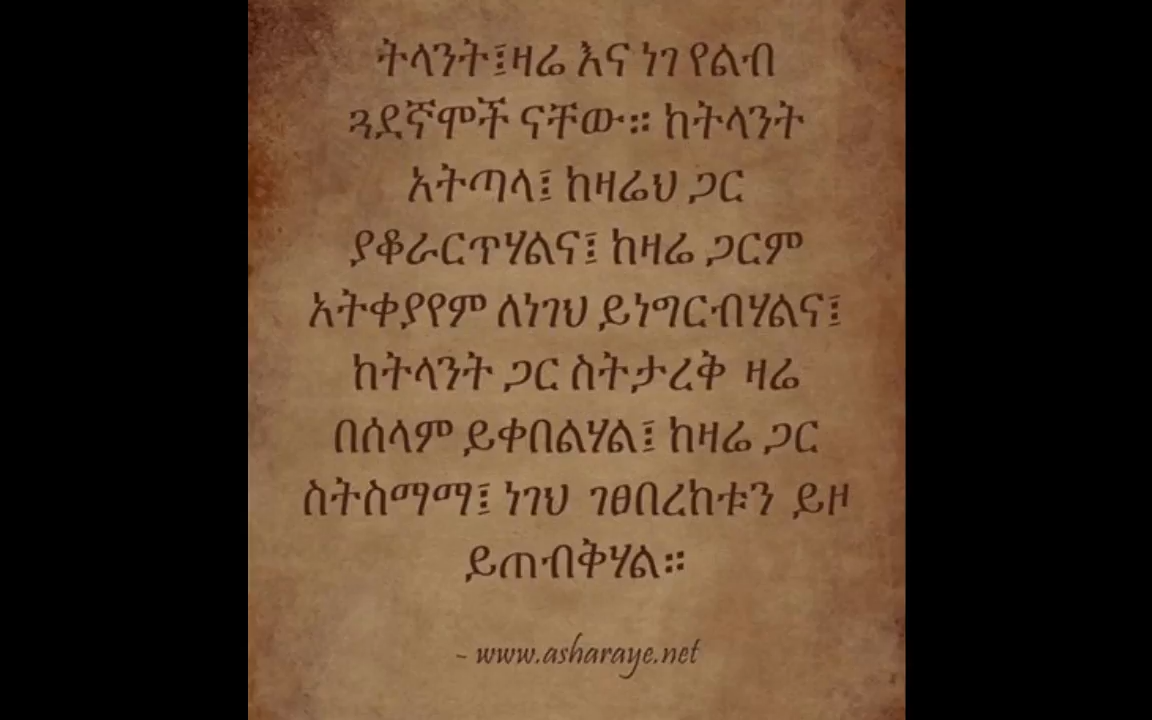 ትላንት፤ዛሬ እና ነገ የልብ
ጓደኛሞች ናቸው። ከትላንት
አትጣላ፤ ከዛሬህ ጋር
ያቆራርጥሃልና፤ ከዛሬ ጋርም
አትቀያየም ለነገህ ይነግርብሃልና፤
ከትላንት ጋር ስትታረቅ ዛሬ
በሰላም ይቀበልሃል፤ ከዛሬ ጋር
ስትስማማ፤ ነገህ ገፀበረከቱን ይዞ
ይጠብቅሃል።
~ www.asharaye.net